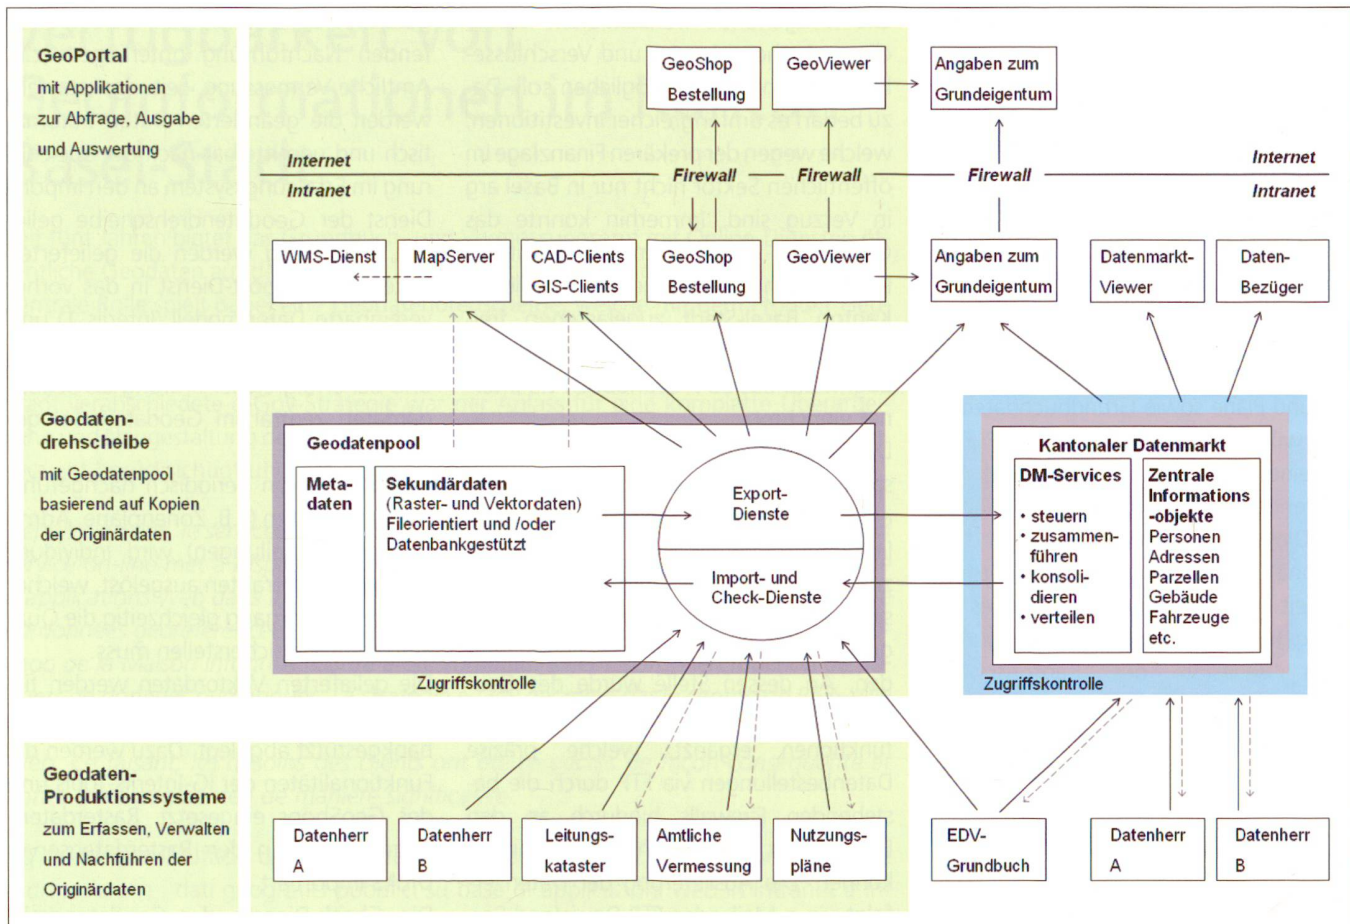 GeoPortal
mit Applikationen
zur Abfrage, Ausgabe
und Auswertung
GeoShop
Bestellung
GeoViewer
Angaben zum
Grundeigentum
Internet
Intranet
Firewall
Firewall
Firewall
Internet
Intranet
WMS-Dienst
MapServer
CAD-Clients
GIS-Clients
GeoShop
Bestellung
GeoViewer
Angaben zum
Grundeigentum
Datenmarkt-
Viewer
Daten-
Bezüger
Geodaten-
drehscheibe
mit Geodatenpool
basierend auf Kopien
der Originärdaten
Geodatenpool
Meta-
daten
Sekundärdaten
(Raster- und Vektordaten)
Fileorientiert und /oder
Datenbankgestützt
Export-
Dienste
Import- und
Check-Dienste
Zugriffskontrolle
Kantonaler Datenmarkt
DM-Services
• steuern
• zusammen-
führen
• konsoli-
dieren
• verteilen
Zentrale
Informations
-objekte
Personen
Adressen
Parzellen
Gebäude
Fahrzeuge
etc.
Zugriffskontrolle
Geodaten-
Produktionssysteme
zum Erfassen, Verwalten
und Nachführen der
Originärdaten
Datenherr
A
Datenherr
B
Leitungs-
kataster
Amtliche
Vermessung
Nutzungs-
pläne
EDV-
Grundbuch
Datenherr
A
Datenherr
B